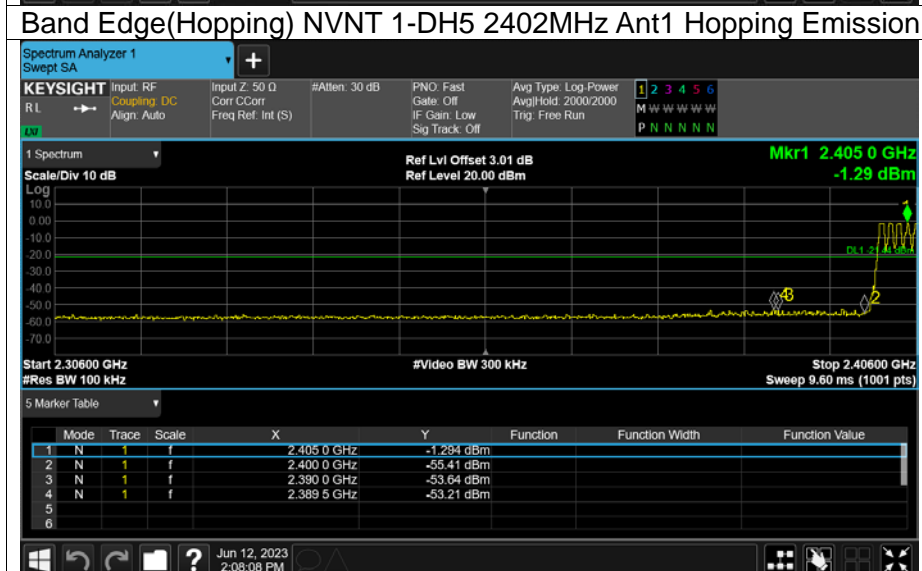 Band Edge(Hopping) NVNT 1-DH5 2402MHz Ant1 Hopping Emission
Spectrum Analyzer 1
Swept SA
+
KEYSIGHT Input: RF Input Z: 50 Ω #Atten: 30 dB PNO: Fast Avg Type: Log-Power 1 2 3 4 5 6
RL Coupling: DC Corr CCorr Gate: Off Avg|Hold: 2000/2000 M W W W W W
Align: Auto Freq Ref: Int (S) IF Gain: Low Trig: Free Run
LXI Sig Track: Off P N N N N N
1 Spectrum Ref Lvl Offset 3.01 dB Mkr1 2.405 0 GHz
Scale/Div 10 dB Ref Level 20.00 dBm -1.29 dBm
Log
10.0
0.00
-10.0
-20.0
-30.0
-40.0
-50.0
-60.0
-70.0
1
4 3 2
Start 2.30600 GHz #Video BW 300 kHz Stop 2.40600 GHz
#Res BW 100 kHz Sweep 9.60 ms (1001 pts)
5 Marker Table
Mode Trace Scale X Y Function Function Width Function Value
1 N 1 f 2.405 0 GHz -1.294 dBm
2 N 1 f 2.400 0 GHz -55.41 dBm
3 N 1 f 2.390 0 GHz -53.64 dBm
4 N 1 f 2.389 5 GHz -53.21 dBm
5
6
? Jun 12, 2023
2:08:08 PM